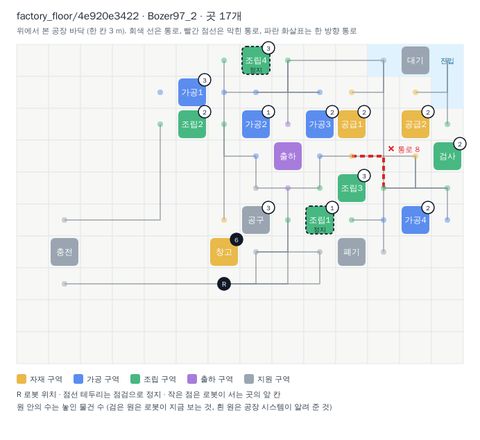 factory_floor/4e920e3422 · Bozer97_2 · 곳 17개
위에서 본 공장 바닥 (한 칸 3 m). 회색 선은 통로, 빨간 점선은 막힌 통로, 파란 화살표는 한 방향 통로
조립4
정지
3
대기
진입
가공1
3
조립2
2
가공2
1
가공3
2
공급1
2
공급2
2
출하
✕ 통로 8
검사
2
조립3
3
공구
3
조립1
정지
1
가공4
2
충전
창고
6
폐기
R
자재 구역
가공 구역
조립 구역
출하 구역
지원 구역
R 로봇 위치 · 점선 테두리는 점검으로 정지 · 작은 점은 로봇이 서는 곳의 앞 칸
원 안의 수는 놓인 물건 수 (검은 원은 로봇이 지금 보는 것, 흰 원은 공장 시스템이 알려 준 것)